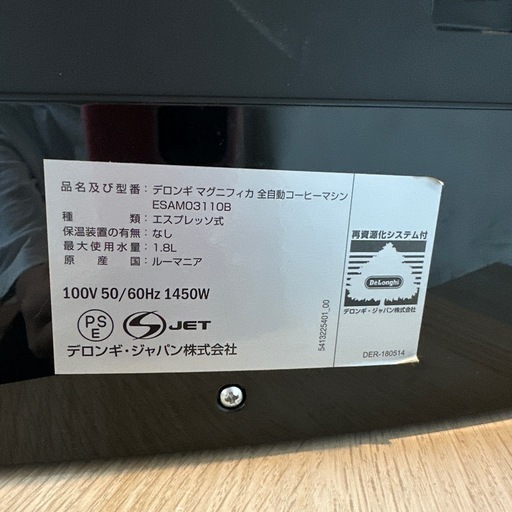 品名及び型番：デロンギ マグニフィカ 全自動コーヒーマシン
ESAM03110B
種類：エスプレッソ式
保温装置の有無：なし
最大使用水量：1.8L
原産国：ルーマニア
100V 50/60Hz 1450W
PSE
S JET
デロンギ・ジャパン株式会社
5413225401_00
再資源化システム付
DeLonghi
デロンギ・ジャパン株式会社
DER-180514